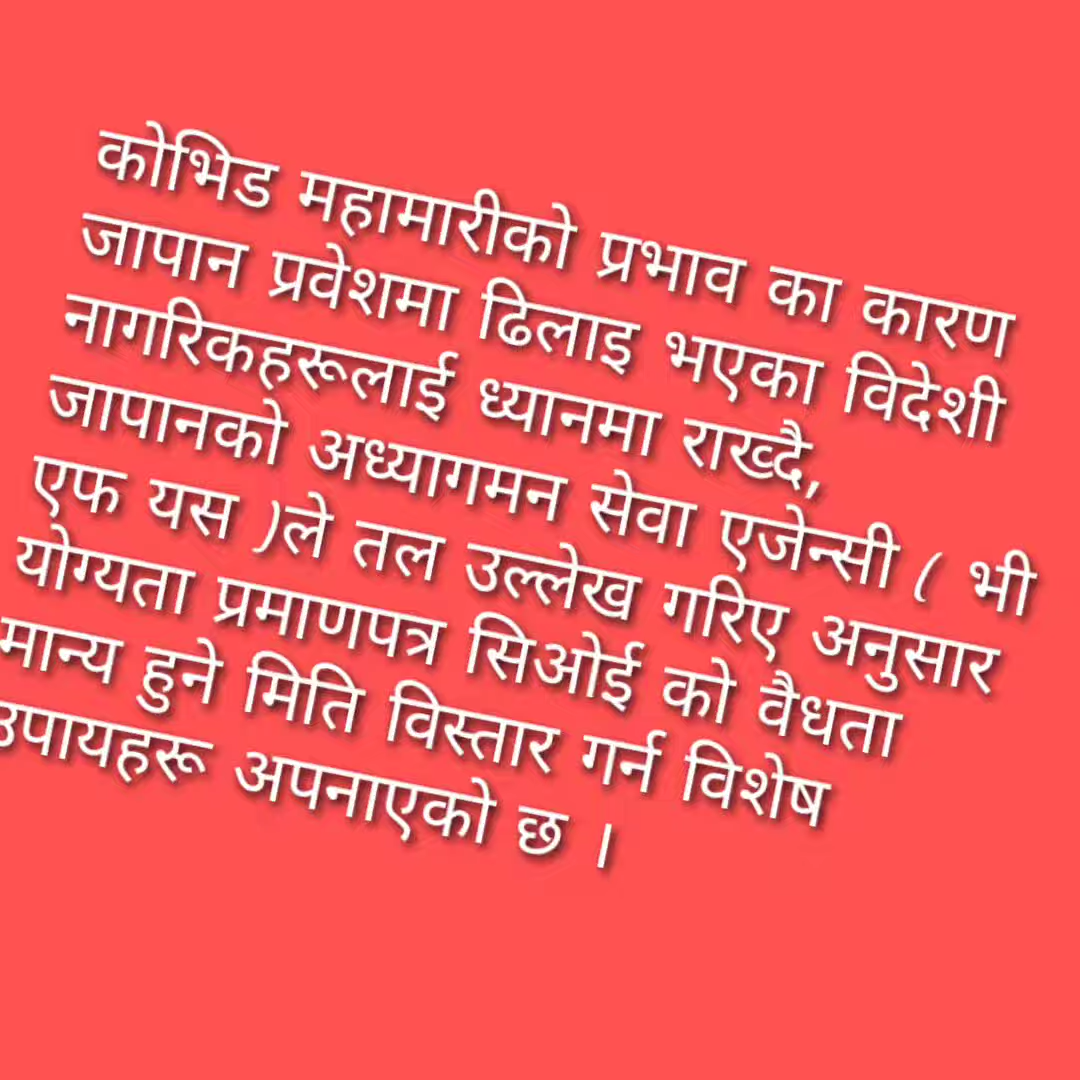 कोभिड महामारीको प्रभाव का कारण
जापान प्रवेशमा ढिलाइ भएका विदेशी
नागरिकहरूलाई ध्यानमा राख्दै,
जापानको अध्यागमन सेवा एजेन्सी ( भी
एफ यस )ले तल उल्लेख गरिए अनुसार
योग्यता प्रमाणपत्र सिओई को वैधता
मान्य हुने मिति विस्तार गर्न विशेष
उपायहरू अपनाएको छ ।